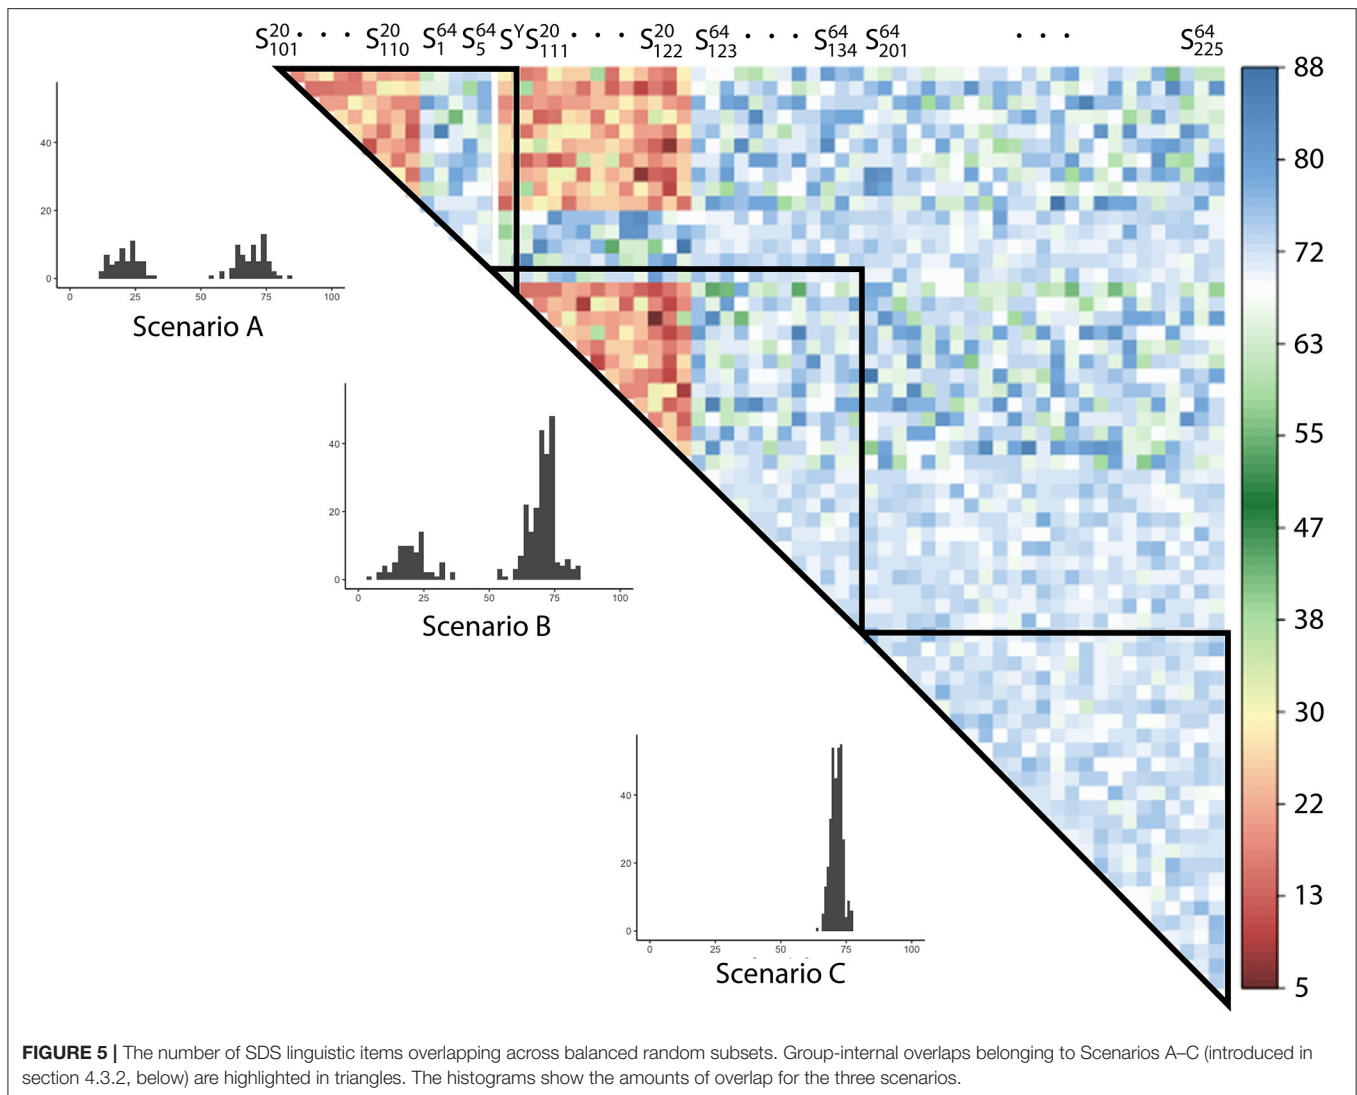 S^20_101 · · · S^20_110 S^64_1 S^64_5 S^Y S^20_111 · · · S^20_122 S^64_123 · · · S^64_134 S^64_201 · · · S^64_225
88
80
72
63
55
47
38
30
22
13
5
40
20
0
0 25 50 75 100
Scenario A
40
20
0
0 25 50 75 100
Scenario B
40
20
0
0 25 50 75 100
Scenario C
FIGURE 5 | The number of SDS linguistic items overlapping across balanced random subsets. Group-internal overlaps belonging to Scenarios A–C (introduced in
section 4.3.2, below) are highlighted in triangles. The histograms show the amounts of overlap for the three scenarios.